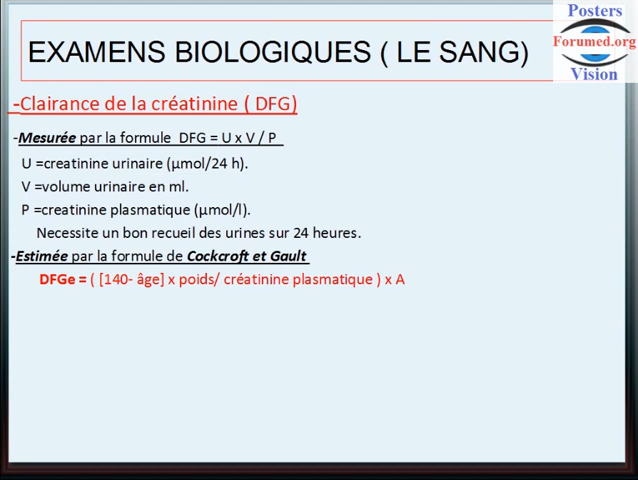 Posters
Forumed.org
Vision
EXAMENS BIOLOGIQUES ( LE SANG)
-Clairance de la créatinine ( DFG)
-Mesurée par la formule DFG = U x V / P
U =creatinine urinaire (µmol/24 h).
V =volume urinaire en ml.
P =creatinine plasmatique (µmol/l).
Necessite un bon recueil des urines sur 24 heures.
-Estimée par la formule de Cockcroft et Gault
DFGe = ( [140- âge] x poids/ créatinine plasmatique ) x A